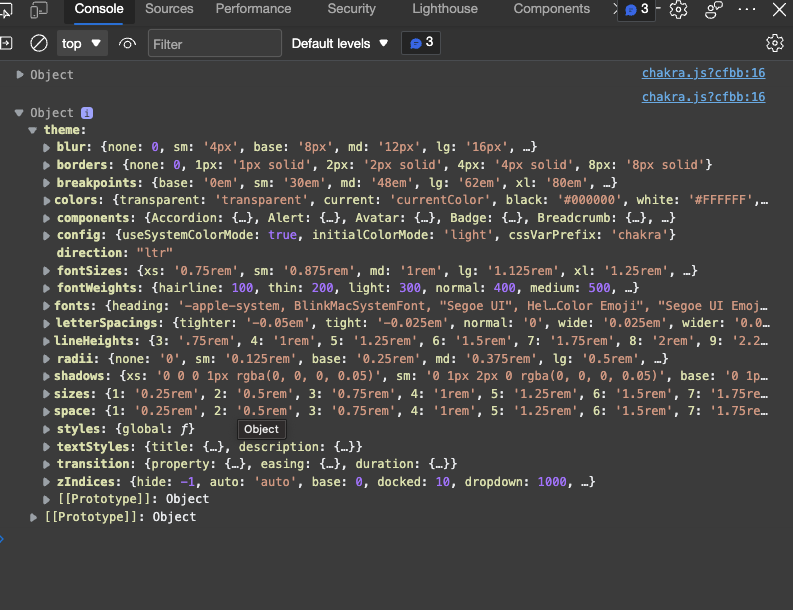 Console Sources Performance Security Lighthouse Components 3
top Filter Default levels 3
Object chakra.js?cfbb:16
chakra.js?cfbb:16
Object i
theme:
blur: {none: 0, sm: '4px', base: '8px', md: '12px', lg: '16px', …}
borders: {none: 0, 1px: '1px solid', 2px: '2px solid', 4px: '4px solid', 8px: '8px solid'}
breakpoints: {base: '0em', sm: '30em', md: '48em', lg: '62em', xl: '80em', …}
colors: {transparent: 'transparent', current: 'currentColor', black: '#000000', white: '#FFFFFF',…
components: {Accordion: {…}, Alert: {…}, Avatar: {…}, Badge: {…}, Breadcrumb: {…}, …}
config: {useSystemColorMode: true, initialColorMode: 'light', cssVarPrefix: 'chakra'}
direction: "ltr"
fontSizes: {xs: '0.75rem', sm: '0.875rem', md: '1rem', lg: '1.125rem', xl: '1.25rem', …}
fontWeights: {hairline: 100, thin: 200, light: 300, normal: 400, medium: 500, …}
fonts: {heading: '-apple-system, BlinkMacSystemFont, "Segoe UI", Hel…Color Emoji", "Segoe UI Emoj…
letterSpacings: {tighter: '-0.05em', tight: '-0.025em', normal: '0', wide: '0.025em', wider: '0.0…
lineHeights: {3: '.75rem', 4: '1rem', 5: '1.25rem', 6: '1.5rem', 7: '1.75rem', 8: '2rem', 9: '2.2…
radii: {none: '0', sm: '0.125rem', base: '0.25rem', md: '0.375rem', lg: '0.5rem', …}
shadows: {xs: '0 0 0 1px rgba(0, 0, 0, 0.05)', sm: '0 1px 2px 0 rgba(0, 0, 0, 0.05)', base: '0 1p…
sizes: {1: '0.25rem', 2: '0.5rem', 3: '0.75rem', 4: '1rem', 5: '1.25rem', 6: '1.5rem', 7: '1.75re…
space: {1: '0.25rem', 2: '0.5rem', 3: '0.75rem', 4: '1rem', 5: '1.25rem', 6: '1.5rem', 7: '1.75re…
styles: {global: ƒ}
Object
textStyles: {title: {…}, description: {…}}
transition: {property: {…}, easing: {…}, duration: {…}}
zIndices: {hide: -1, auto: 'auto', base: 0, docked: 10, dropdown: 1000, …}
[[Prototype]]: Object
[[Prototype]]: Object